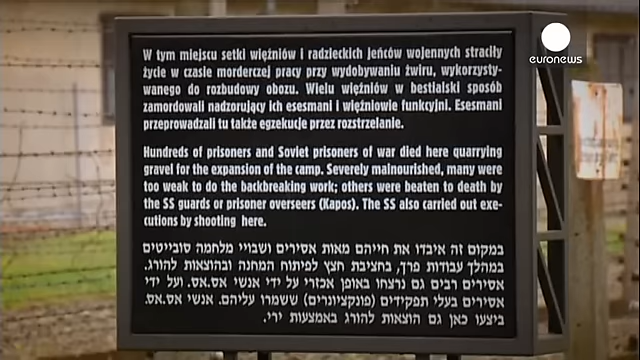 W tym miejscu setki więźniów i radzieckich jeńców wojennych straciły
życie w czasie morderczej pracy przy wydobywaniu żwiru, wykorzysty-
wanego do rozbudowy obozu. Wielu więźniów w bestialski sposób
zamordowali nadzorujący ich esesmani i więźniowie funkcyjni. Esesmani
przeprowadzali tu także egzekucje przez rozstrzelanie.
Hundreds of prisoners and Soviet prisoners of war died here quarrying
gravel for the expansion of the camp. Severely malnourished, many were
too weak to do the backbreaking work; others were beaten to death by
the SS guards or prisoner overseers (Kapos). The SS also carried out exe-
cutions by shooting here.
במקום זה איבדו את חייהם מאות אסירים ושבויי מלחמה סובייטים
במהלך עבודות פרך, בחציבת חצץ לפיתוח המחנה ובהוצאות להורג.
אסירים רבים גם נרצחו באופן אכזרי על ידי אנשי אס.אס. ועל ידי
אסירים בעלי תפקידים (פונקציונרים) ששמרו עליהם. אנשי אס.אס.
ביצעו כאן גם הוצאות להורג באמצעות ירי.
euronews